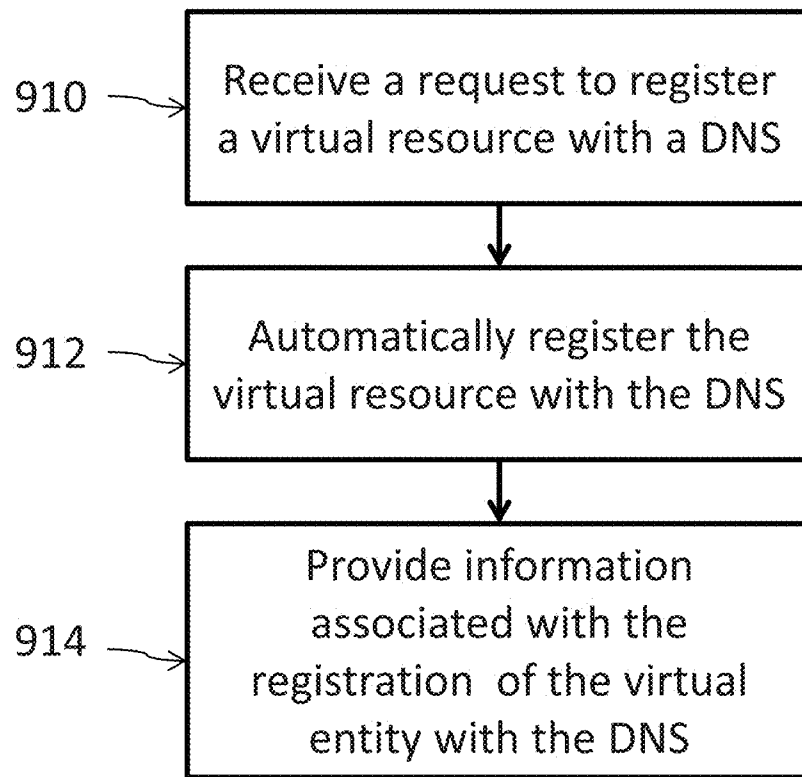 910
Receive a request to register
a virtual resource with a DNS
912
Automatically register the
virtual resource with the DNS
914
Provide information
associated with the
registration of the virtual
entity with the DNS